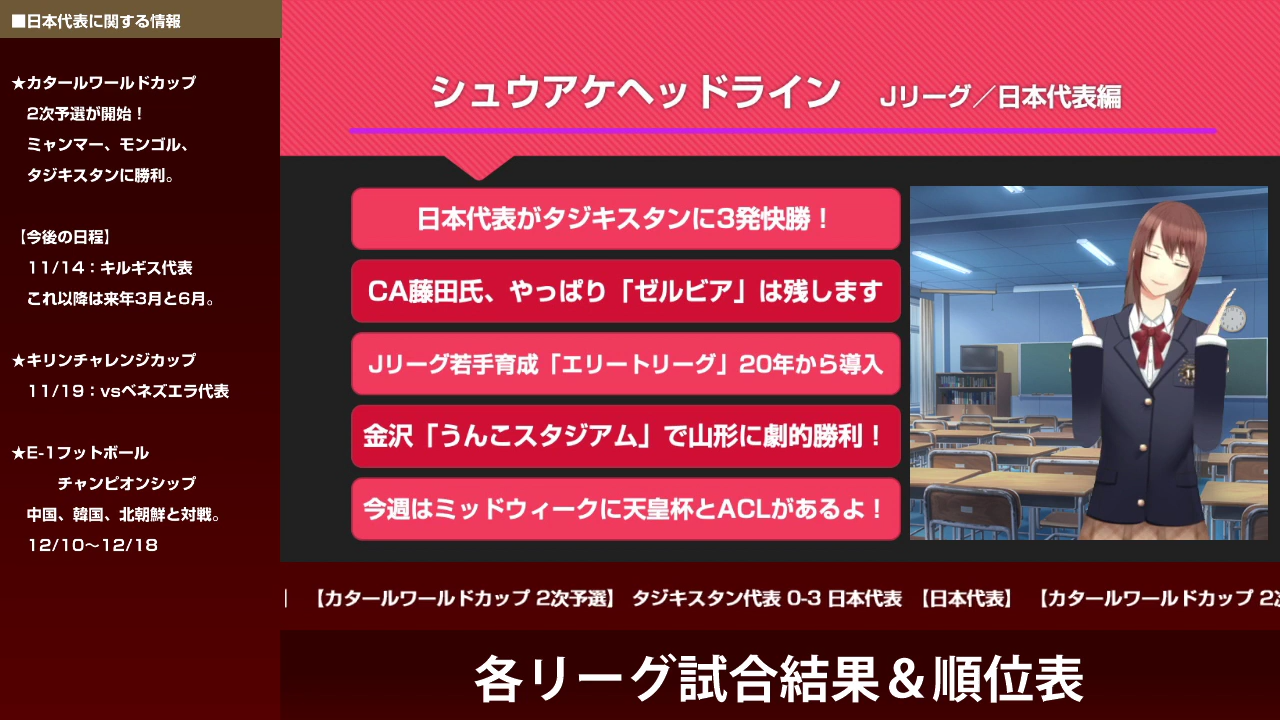 ■日本代表に関する情報
★カタールワールドカップ
2次予選が開始！
ミャンマー、モンゴル、
タジキスタンに勝利。
【今後の日程】
11/14：キルギス代表
これ以降は来年3月と6月。
★キリンチャレンジカップ
11/19：vsベネズエラ代表
★E-1フットボール
チャンピオンシップ
中国、韓国、北朝鮮と対戦。
12/10～12/18
シュウアケヘッドライン Jリーグ／日本代表編
日本代表がタジキスタンに3発快勝！
CA藤田氏、やっぱり「ゼルビア」は残します
Jリーグ若手育成「エリートリーグ」20年から導入
金沢「うんこスタジアム」で山形に劇的勝利！
今週はミッドウィークに天皇杯とACLがあるよ！
｜ 【カタールワールドカップ 2次予選】 タジキスタン代表 0-3 日本代表 【日本代表】 【カタールワールドカップ 2次
各リーグ試合結果＆順位表